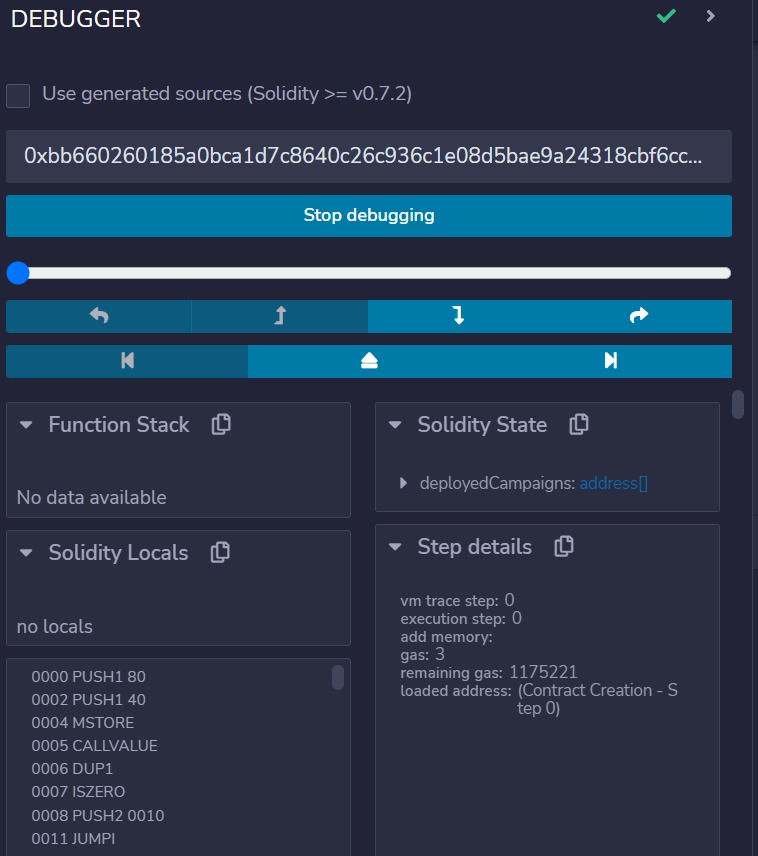 DEBUGGER
Use generated sources (Solidity >= v0.7.2)
0xbb660260185a0bca1d7c8640c26c936c1e08d5bae9a24318cbf6cc...
Stop debugging
Function Stack
No data available
Solidity Locals
no locals
0000 PUSH1 80
0002 PUSH1 40
0004 MSTORE
0005 CALLVALUE
0006 DUP1
0007 ISZERO
0008 PUSH2 0010
0011 JUMPI
Solidity State
deployedCampaigns: address[]
Step details
vm trace step: 0
execution step: 0
add memory:
gas: 3
remaining gas: 1175221
loaded address: (Contract Creation - S
tep 0)